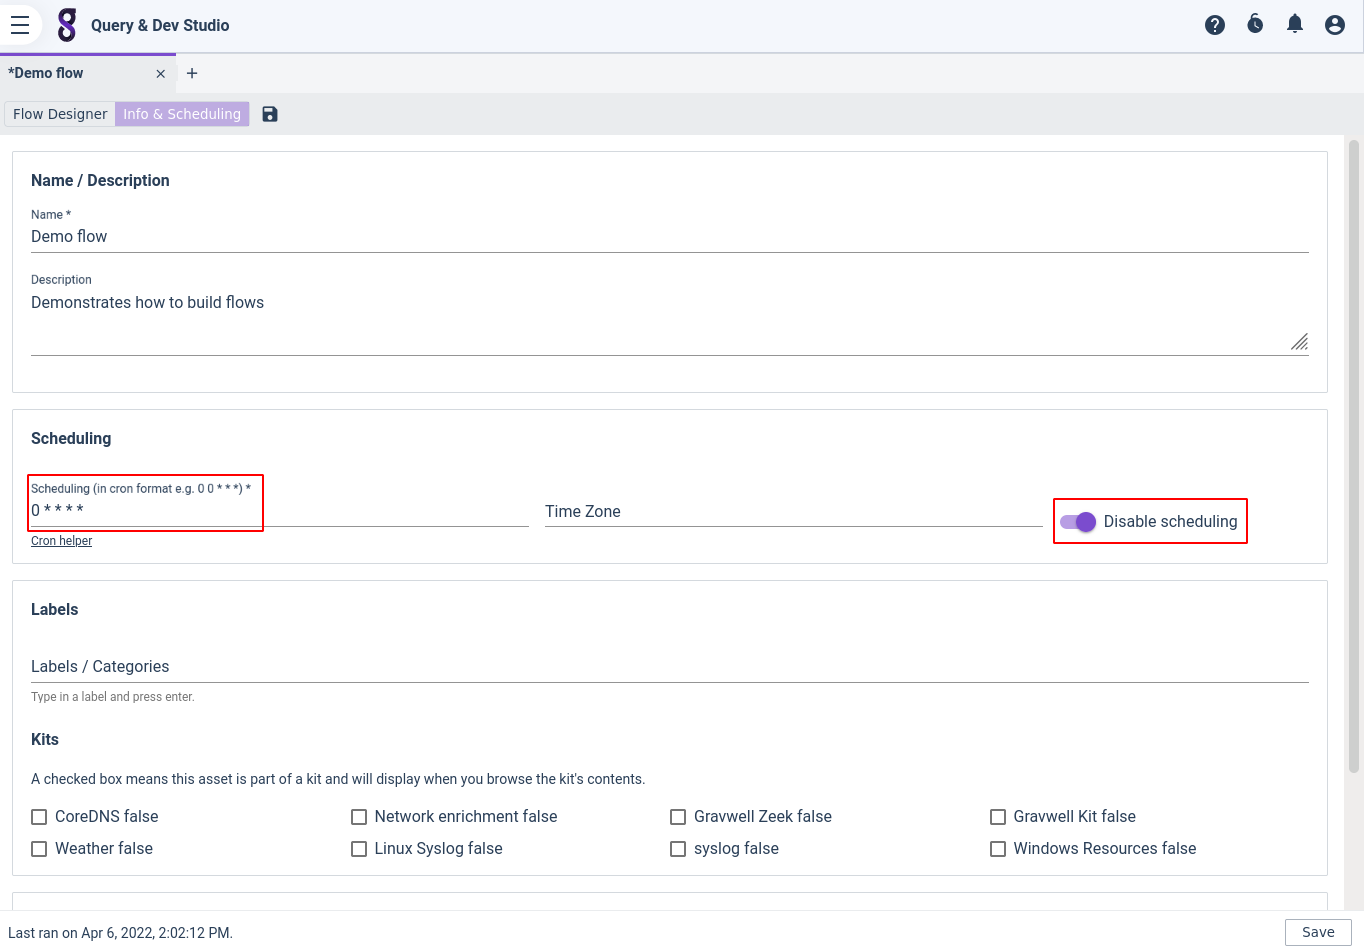 Query & Dev Studio
*Demo flow
Flow Designer Info & Scheduling
Name / Description
Name *
Demo flow
Description
Demonstrates how to build flows
Scheduling
Scheduling (in cron format e.g. 0 0 * * *) *
0 * * * *
Time Zone
Disable scheduling
Cron helper
Labels
Labels / Categories
Type in a label and press enter.
Kits
A checked box means this asset is part of a kit and will display when you browse the kit's contents.
CoreDNS false Network enrichment false Gravwell Zeek false Gravwell Kit false
Weather false Linux Syslog false syslog false Windows Resources false
Last ran on Apr 6, 2022, 2:02:12 PM.
Save